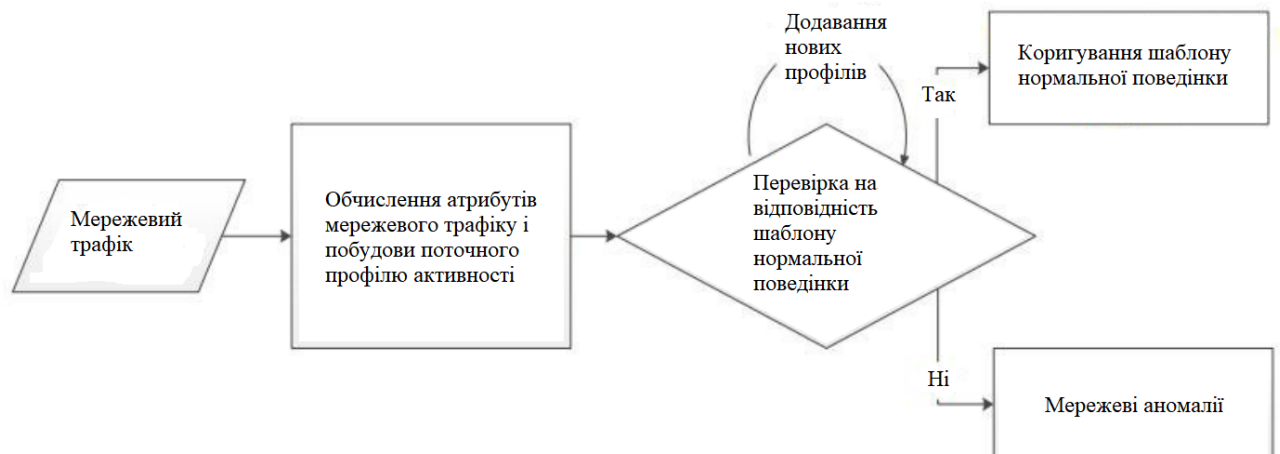 Мережевий
трафік
Обчислення атрибутів
мережевого трафіку і
побудови поточного
профілю активності
Додавання
нових
профілів
Перевірка на
відповідність
шаблону
нормальної
поведінки
Так
Коригування шаблону
нормальної поведінки
Ні
Мережеві аномалії